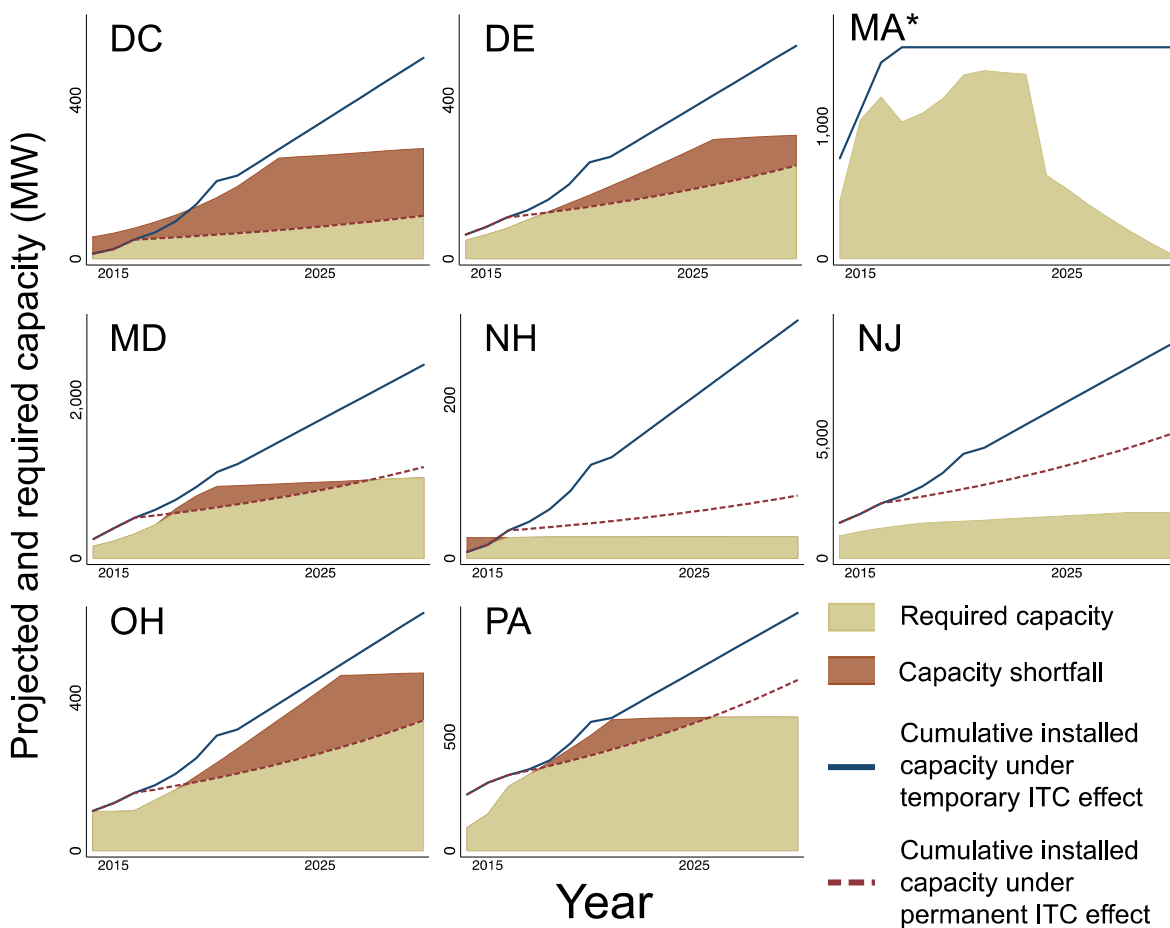 Projected and required capacity (MW)
DC
400
0
2015
2025
DE
400
0
2015
2025
MA*
1,000
0
2025
MD
2,000
0
2015
2025
NH
200
0
2015
2025
NJ
5,000
0
2015
2025
OH
400
0
2015
2025
PA
500
0
2015
2025
Required capacity
Capacity shortfall
Cumulative installed
capacity under
temporary ITC effect
Cumulative installed
capacity under
permanent ITC effect
Year